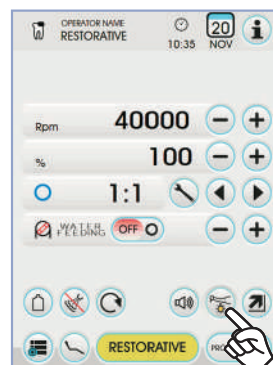 OPERATOR NAME
RESTORATIVE
10:35
20
NOV
i
Rpm 40000 − +
% 100 − +
1:1
WATER
FEEDING OFF − +
RESTORATIVE